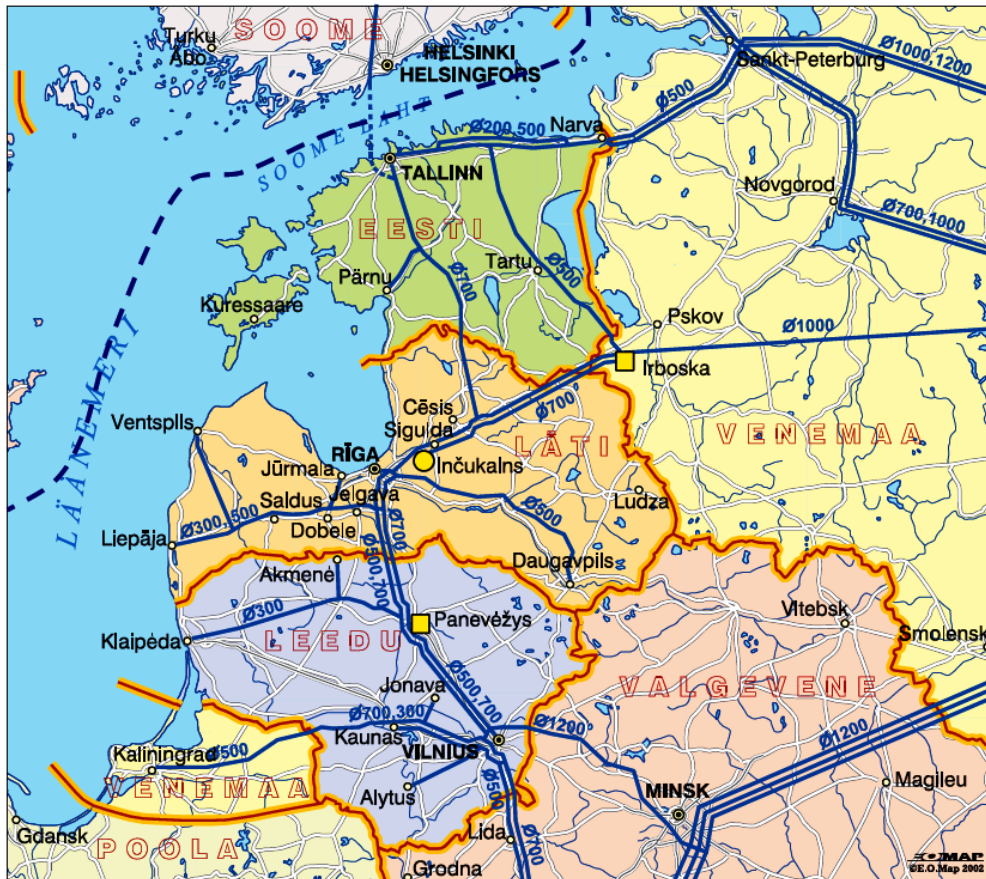 SOOME
Turku
Åbo
HELSINKI
HELSINGFORS
Sankt-Peterburg
Ø1000,1200
Ø500
Ø200,500
Narva
SOOME LAHT
TALLINN
Novgorod
Ø700,1000
EESTI
Tartu
Ø500
Pärnu
Ø700
Kuressaare
Pskov
Ø1000
Irboska
LÄÄNEMERI
Ø700
Cēsis
Sigulda
Ventspils
LÄTI
VENEMAA
RĪGA
Inčukalns
Jūrmala
Jelgava
Saldus
Ludza
Ø300,500
Dobele
Ø700
Ø500
Liepāja
Daugavpils
Akmenė
Ø500,700
Ø300
Panevėžys
Vitebsk
Klaipėda
LEEDU
Smolensk
VALGEVENE
Jonava
Ø500,700
Ø700,300
Ø1200
Ø1200
Kaunas
VILNIUS
Kaliningrad
Ø500
VENEMAA
Alytus
Ø500
MINSK
Magileu
Gdansk
POOLA
Lida
Ø700
Grodna
E.O.MAP
©E.O.Map 2002